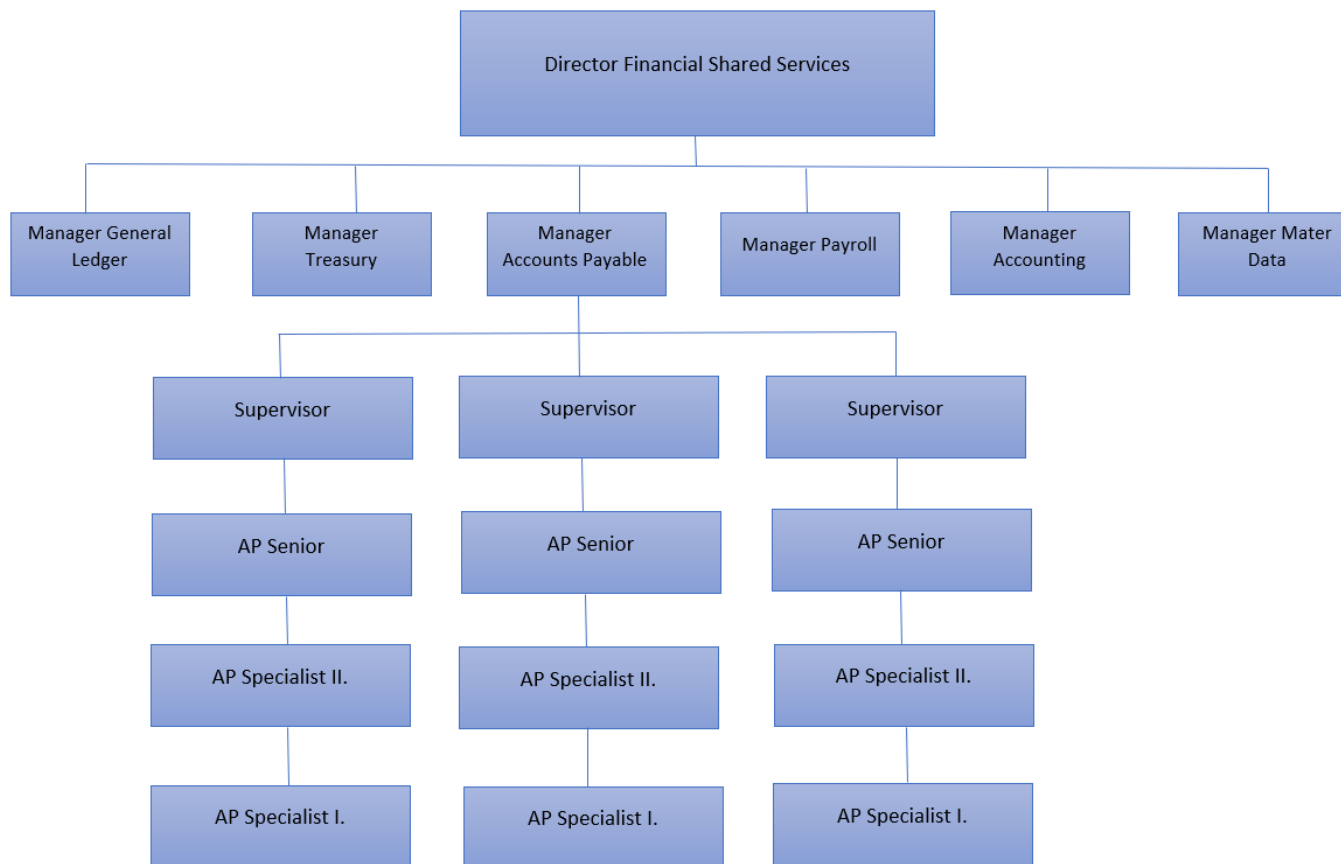 Director Financial Shared Services
Manager General
Ledger
Manager
Treasury
Manager
Accounts Payable
Manager Payroll
Manager
Accounting
Manager Mater
Data
Supervisor
Supervisor
Supervisor
AP Senior
AP Senior
AP Senior
AP Specialist II.
AP Specialist II.
AP Specialist II.
AP Specialist I.
AP Specialist I.
AP Specialist I.